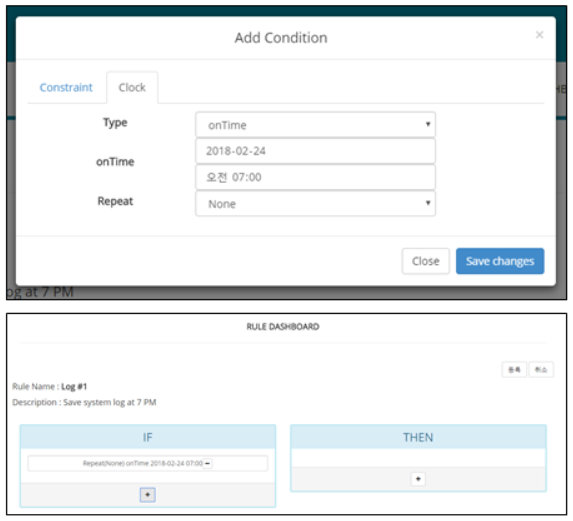 Add Condition ×
Constraint Clock
Type onTime
onTime 2018-02-24
오전 07:00
Repeat None
Close Save changes
og at 7 PM
RULE DASHBOARD
등록 취소
Rule Name : Log #1
Description : Save system log at 7 PM
IF THEN
Repeat(None) onTime 2018-02-24 07:00 −
+ +